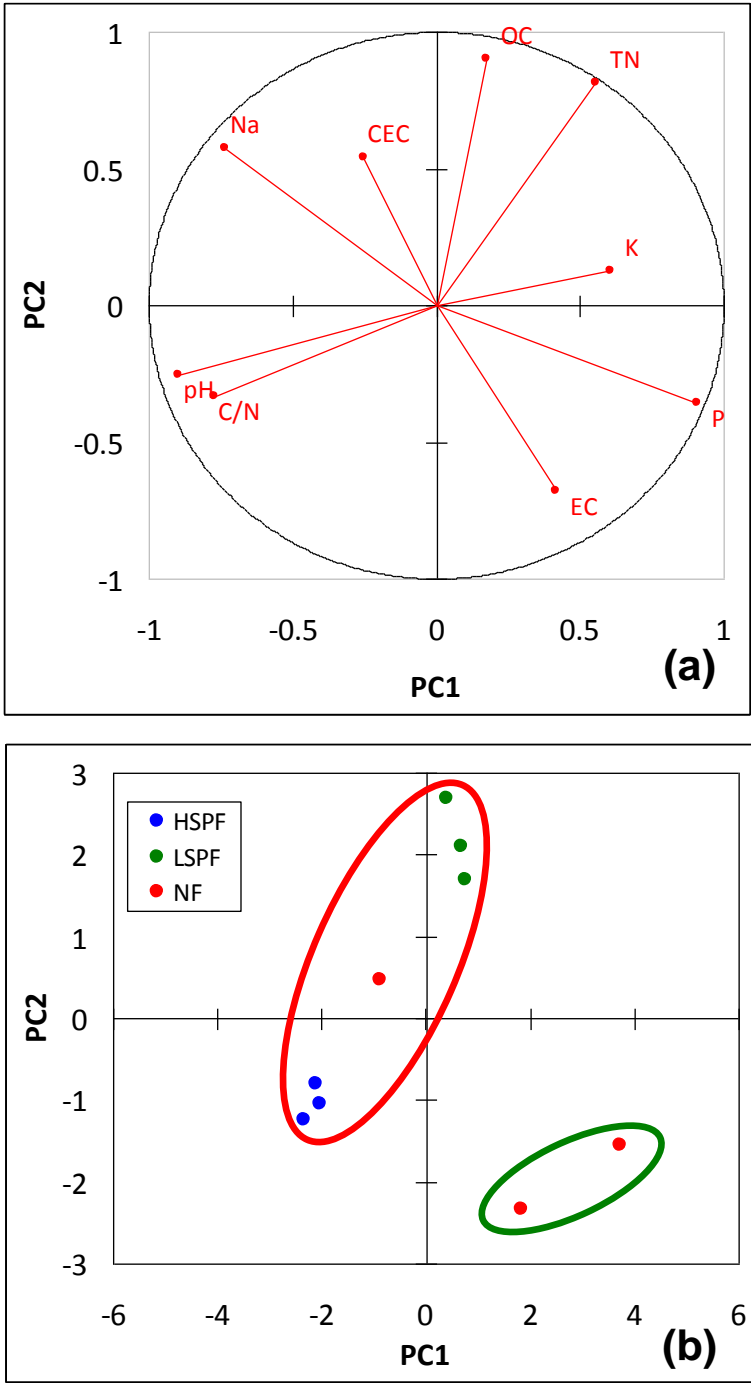 1
OC
TN
Na
CEC
0.5
K
PC2
0
pH
C/N
P
-0.5
EC
-1
-1 -0.5 0 0.5 1
PC1
(a)
3
HSPF
LSPF
NF
2
1
PC2
0
-1
-2
-3
-6 -4 -2 0 2 4 6
PC1
(b)